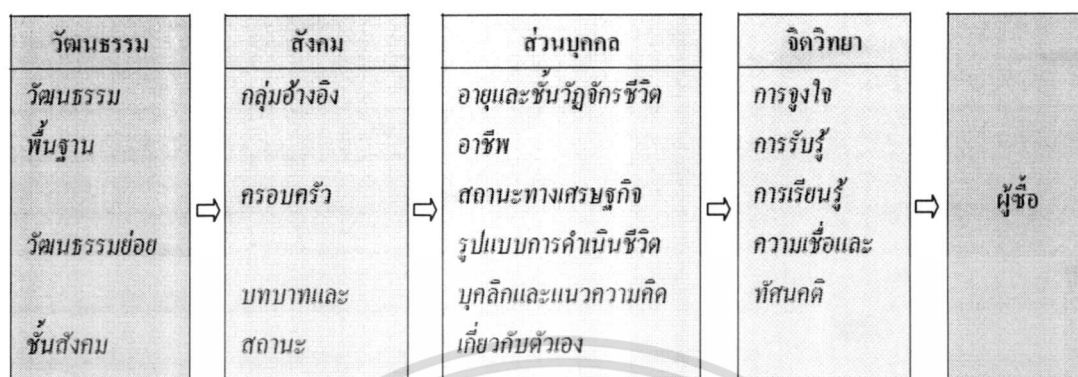 วัฒนธรรม
วัฒนธรรม
พื้นฐาน
วัฒนธรรมย่อย
ชั้นสังคม
สังคม
กลุ่มอ้างอิง
ครอบครัว
บทบาทและ
สถานะ
ส่วนบุคคล
อายุและชั้นวัฏจักรชีวิต
อาชีพ
สถานะทางเศรษฐกิจ
รูปแบบการดำเนินชีวิต
บุคลิกและแนวความคิด
เกี่ยวกับตัวเอง
จิตวิทยา
การจูงใจ
การรับรู้
การเรียนรู้
ความเชื่อและ
ทัศนคติ
ผู้ซื้อ